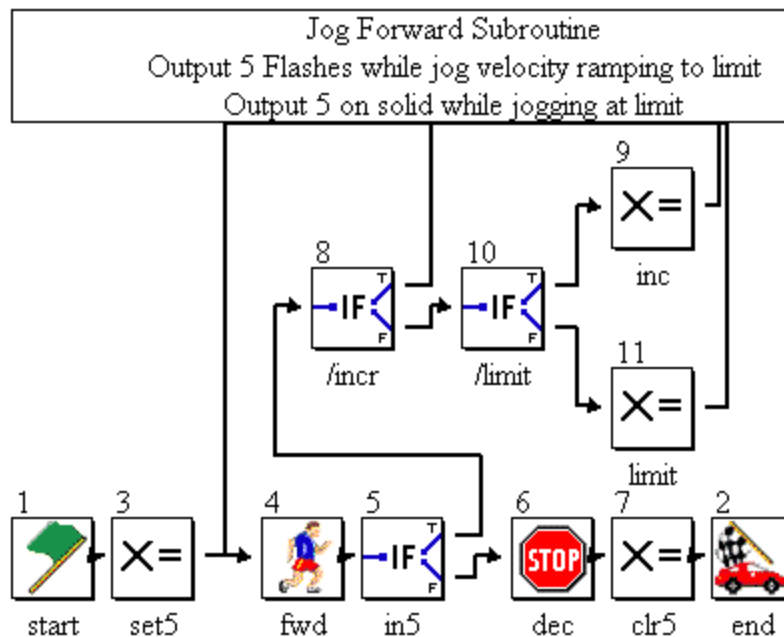 Jog Forward Subroutine
Output 5 Flashes while jog velocity ramping to limit
Output 5 on solid while jogging at limit
9
X=
inc
8
IF
T
F
/incr
10
IF
T
F
/limit
11
X=
limit
1
start
3
X=
set5
4
fwd
5
IF
T
F
in5
6
STOP
dec
7
X=
clr5
2
end